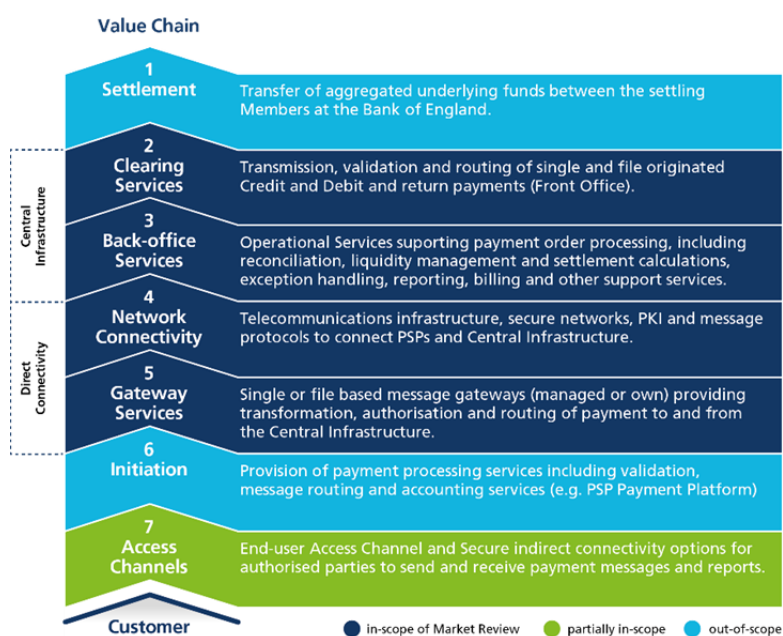 Value Chain
1
Settlement
Transfer of aggregated underlying funds between the settling
Members at the Bank of England.
Central
Infrastructure
2
Clearing
Services
Transmission, validation and routing of single and file originated
Credit and Debit and return payments (Front Office).
3
Back-office
Services
Operational Services suporting payment order processing, including
reconciliation, liquidity management and settlement calculations,
exception handling, reporting, billing and other support services.
Direct
Connectivity
4
Network
Connectivity
Telecommunications infrastructure, secure networks, PKI and message
protocols to connect PSPs and Central Infrastructure.
5
Gateway
Services
Single or file based message gateways (managed or own) providing
transformation, authorisation and routing of payment to and from
the Central Infrastructure.
6
Initiation
Provision of payment processing services including validation,
message routing and accounting services (e.g. PSP Payment Platform)
7
Access
Channels
End-user Access Channel and Secure indirect connectivity options for
authorised parties to send and receive payment messages and reports.
Customer
in-scope of Market Review
partially in-scope
out-of-scope